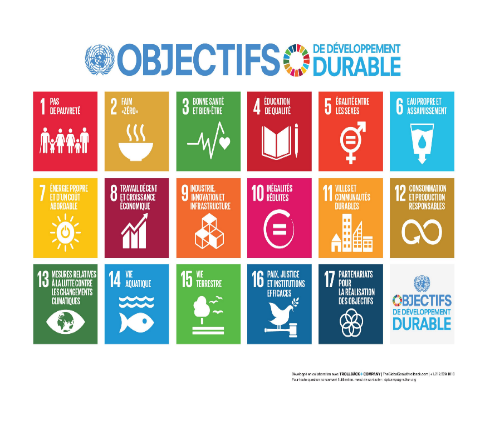 OBJECTIFS
DE DÉVELOPPEMENT
DURABLE
1 PAS
DE PAUVRETÉ
2 FAIM
«ZÉRO»
3 BONNE SANTÉ
ET BIEN-ÊTRE
4 ÉDUCATION
DE QUALITÉ
5 ÉGALITÉ ENTRE
LES SEXES
6 EAU PROPRE ET
ASSAINISSEMENT
7 ÉNERGIE PROPRE
ET D'UN COÛT
ABORDABLE
8 TRAVAIL DÉCENT
ET CROISSANCE
ÉCONOMIQUE
9 INDUSTRIE,
INNOVATION ET
INFRASTRUCTURE
10 INÉGALITÉS
RÉDUITES
11 VILLES ET
COMMUNAUTÉS
DURABLES
12 CONSOMMATION
ET PRODUCTION
RESPONSABLES
13 MESURES RELATIVES
À LA LUTTE CONTRE
LES CHANGEMENTS
CLIMATIQUES
14 VIE
AQUATIQUE
15 VIE
TERRESTRE
16 PAIX, JUSTICE
ET INSTITUTIONS
EFFICACES
17 PARTENARIATS
POUR
LA RÉALISATION
DES OBJECTIFS
OBJECTIFS
DE DÉVELOPPEMENT
DURABLE
TROLLBÄCK + COMPANY